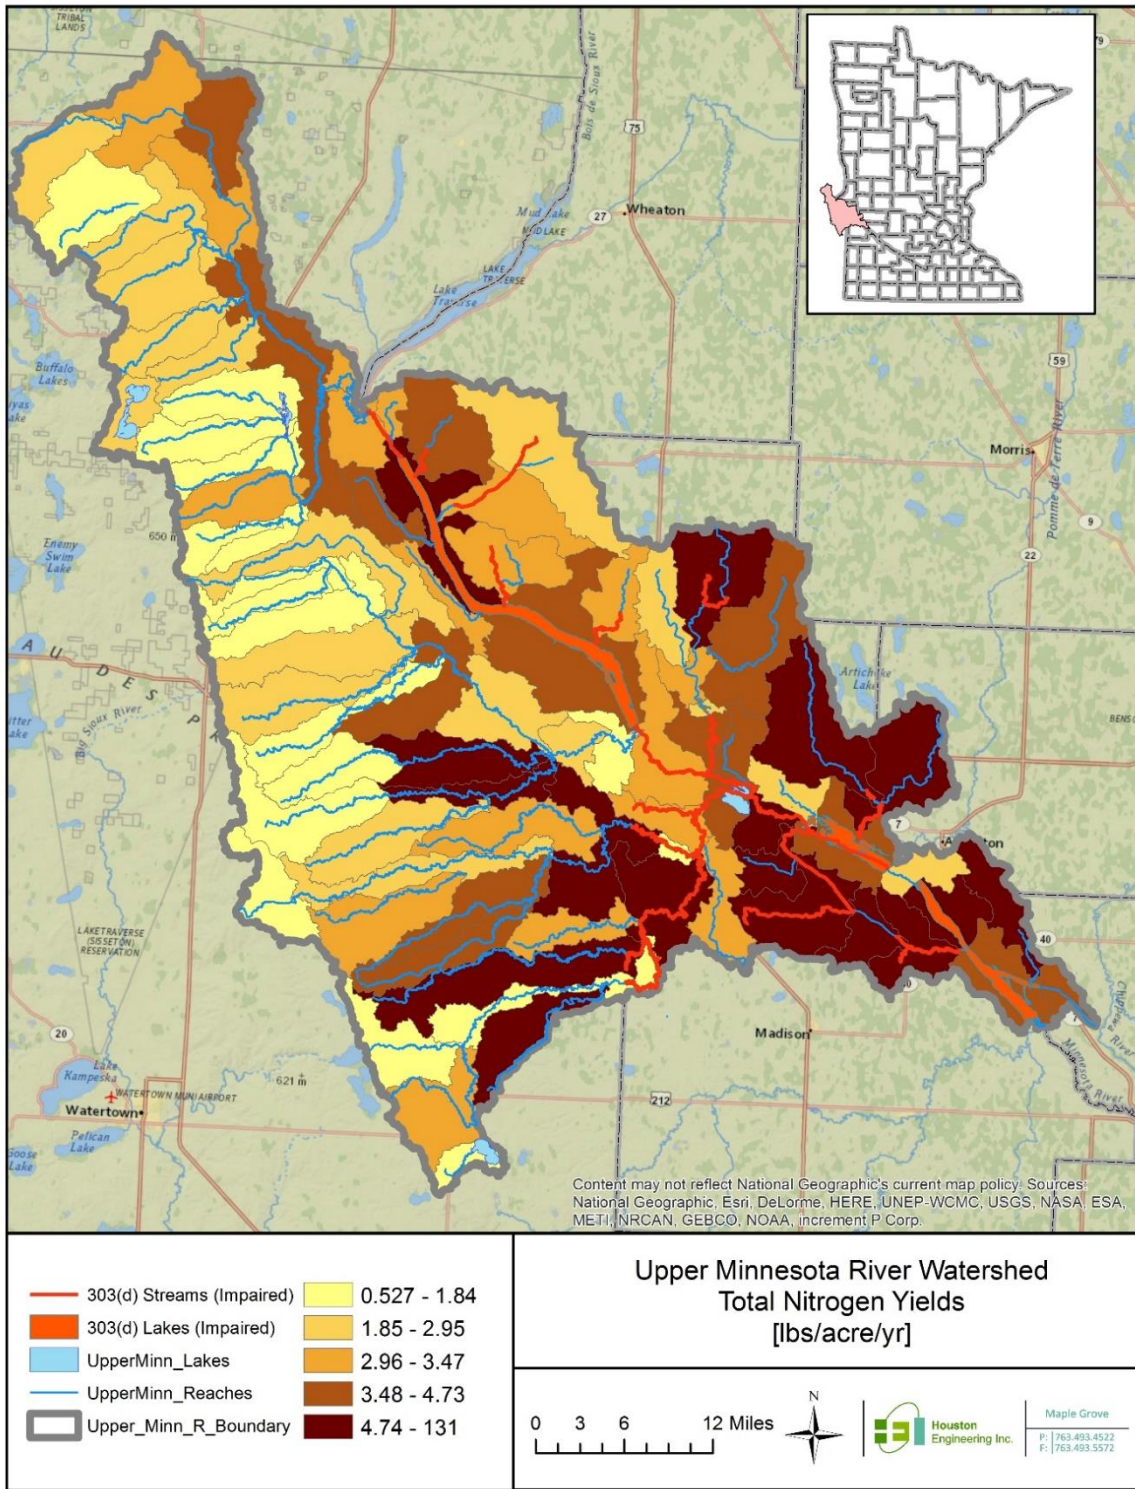 SISSETON
TRIBAL
LANDS
Bois de Sioux River
79
75
Mud Lake
MUD LAKE
27
Wheaton
LAKE
TRAVERSE
Lake
Traverse
59
Buffalo
Lakes
Morris
Pomme de Terre River
9
22
650 m
Enemy
Swim
Lake
Big Sioux River
Artichoke
Lake
7
LAKE TRAVERSE
(SISSETON)
RESERVATION
40
Chippewa
River
Madison
Minnesota
River
20
Lake
Kampeska
621 m
WATERTOWN MUNI AIRPORT
Watertown
Pelican
Lake
Goose
Lake
212
Content may not reflect National Geographic's current map policy. Sources:
National Geographic, Esri, DeLorme, HERE, UNEP-WCMC, USGS, NASA, ESA,
METI, NRCAN, GEBCO, NOAA, increment P Corp.
303(d) Streams (Impaired)
303(d) Lakes (Impaired)
UpperMinn_Lakes
UpperMinn_Reaches
Upper_Minn_R_Boundary
0.527 - 1.84
1.85 - 2.95
2.96 - 3.47
3.48 - 4.73
4.74 - 131
Upper Minnesota River Watershed
Total Nitrogen Yields
[lbs/acre/yr]
0 3 6 12 Miles
N
Houston
Engineering Inc.
Maple Grove
P: 763.493.4522
F: 763.493.5572